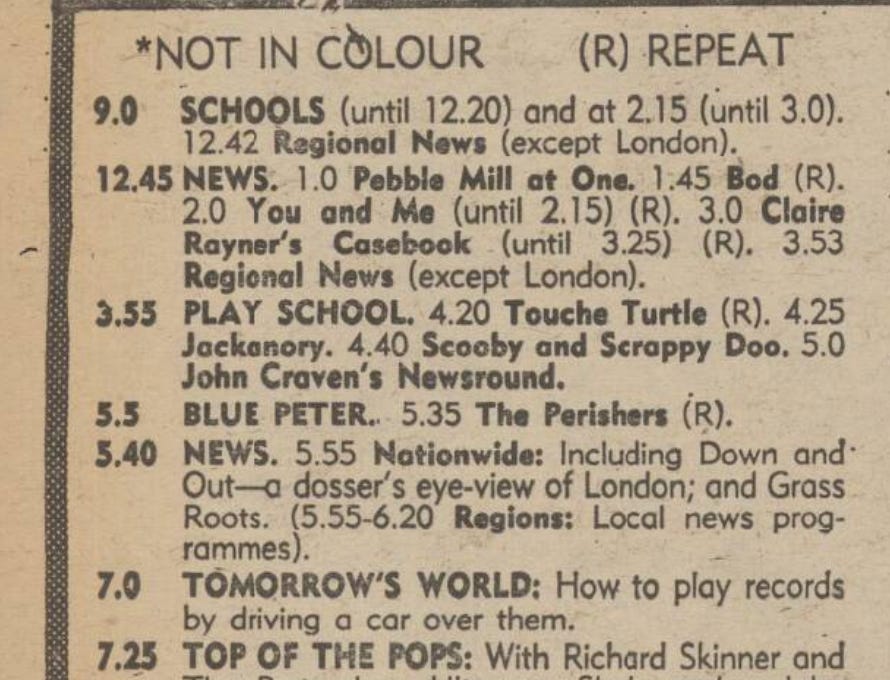 *NOT IN COLOUR (R) REPEAT
9.0 SCHOOLS (until 12.20) and at 2.15 (until 3.0).
12.42 Regional News (except London).
12.45 NEWS. 1.0 Pebble Mill at One. 1.45 Bod (R).
2.0 You and Me (until 2.15) (R). 3.0 Claire
Rayner's Casebook (until 3.25) (R). 3.53
Regional News (except London).
3.55 PLAY SCHOOL. 4.20 Touche Turtle (R). 4.25
Jackanory. 4.40 Scooby and Scrappy Doo. 5.0
John Craven's Newsround.
5.5 BLUE PETER. 5.35 The Perishers (R).
5.40 NEWS. 5.55 Nationwide: Including Down and
Out—a dosser's eye-view of London; and Grass
Roots. (5.55-6.20 Regions: Local news prog-
rammes).
7.0 TOMORROW'S WORLD: How to play records
by driving a car over them.
7.25 TOP OF THE POPS: With Richard Skinner and